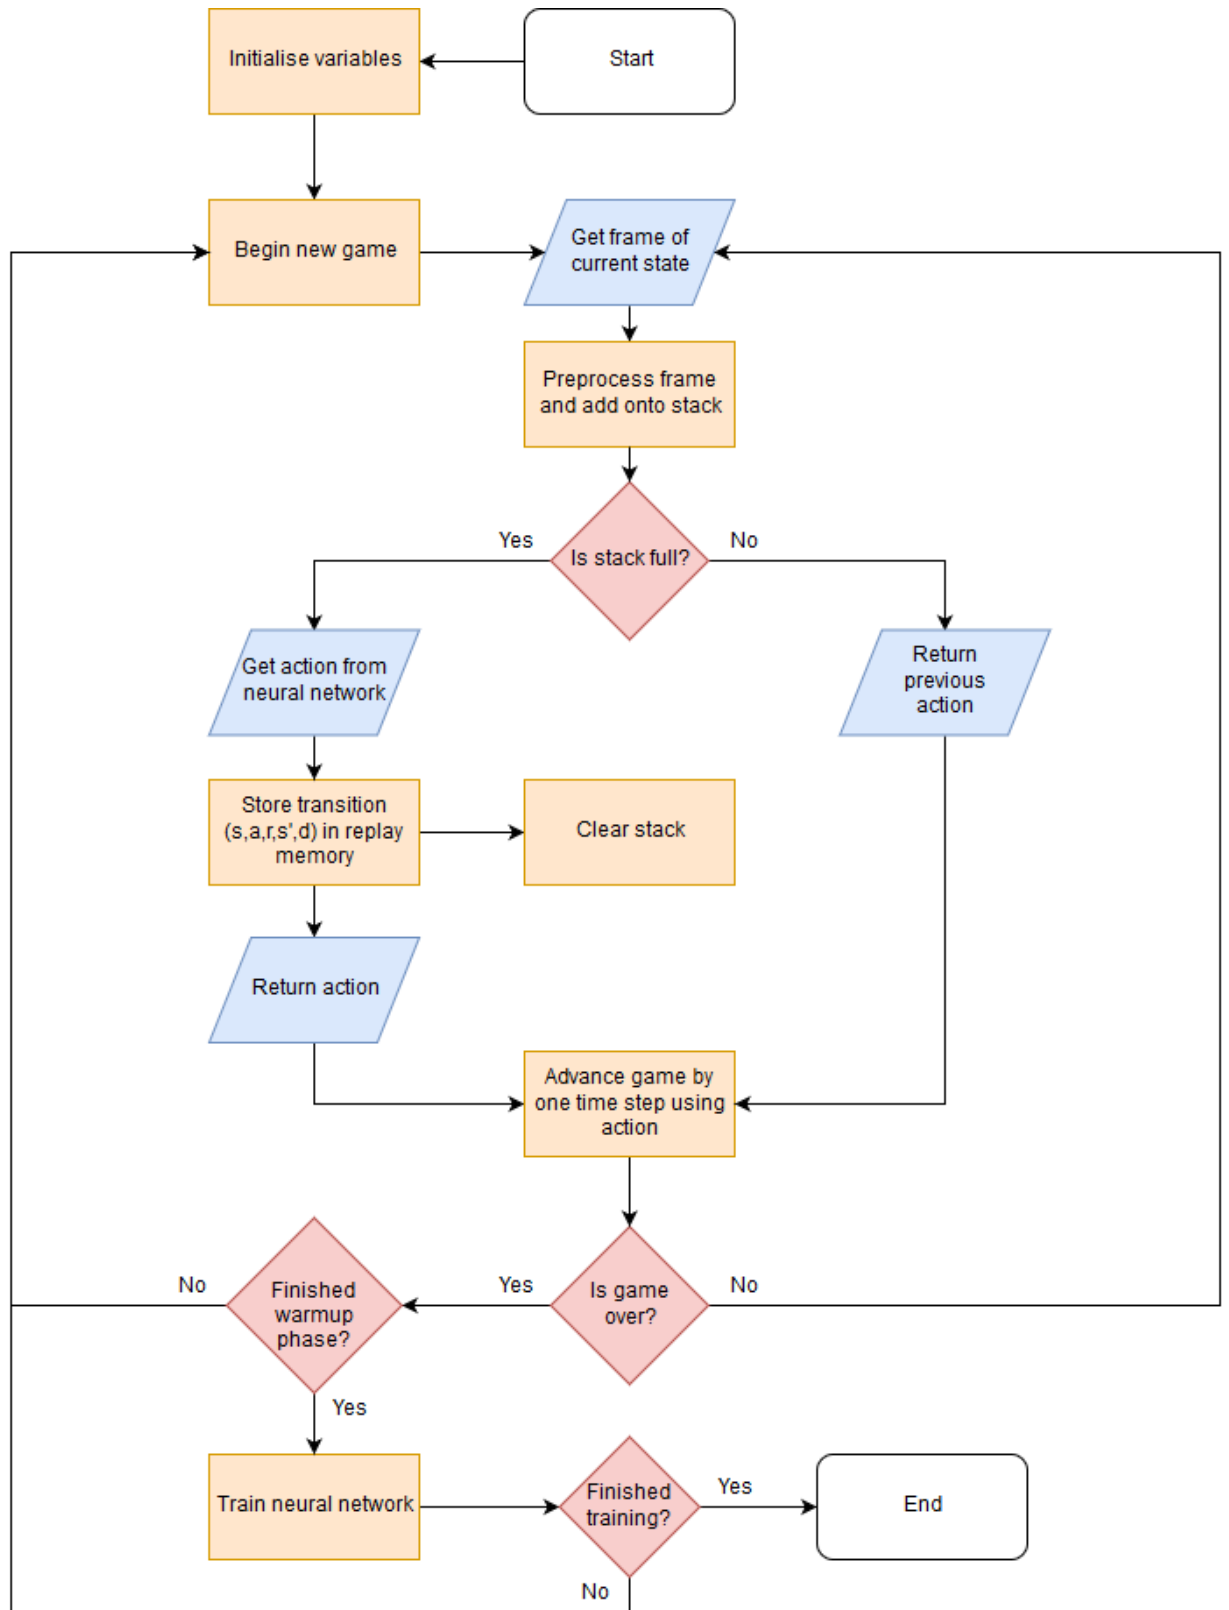 Initialise variables
Start
Begin new game
Get frame of
current state
Preprocess frame
and add onto stack
Yes
Is stack full?
No
Get action from
neural network
Return
previous
action
Store transition
(s,a,r,s',d) in replay
memory
Clear stack
Return action
Advance game by
one time step using
action
No
Finished
warmup
phase?
Yes
Is game
over?
No
Yes
Train neural network
Finished
training?
Yes
End
No